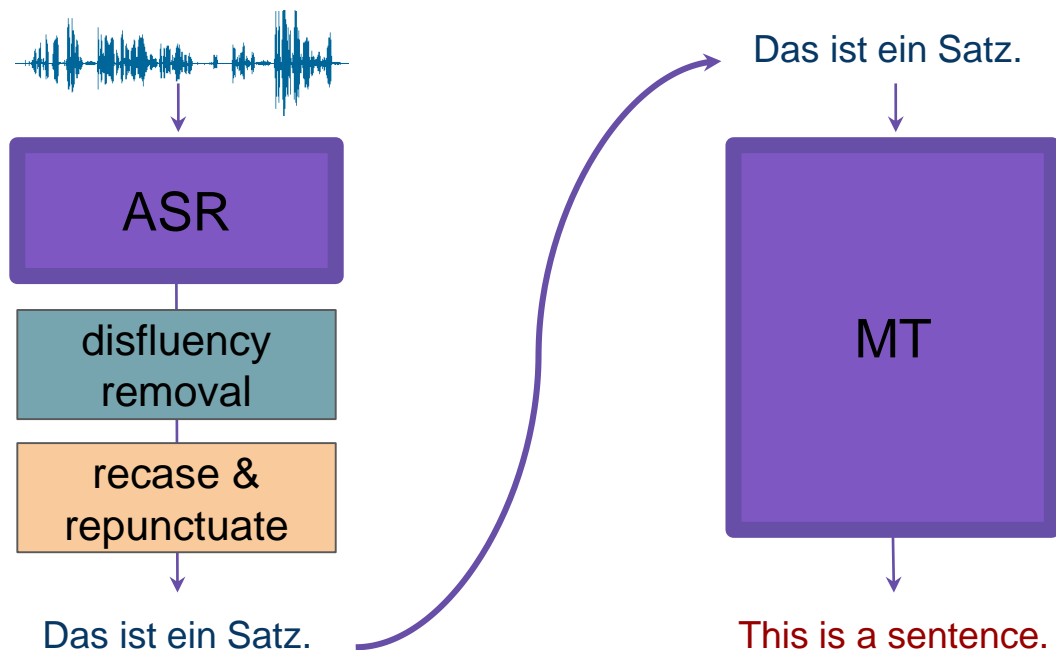 ASR
disfluency
removal
recase &
repunctuate
Das ist ein Satz.
Das ist ein Satz.
MT
This is a sentence.